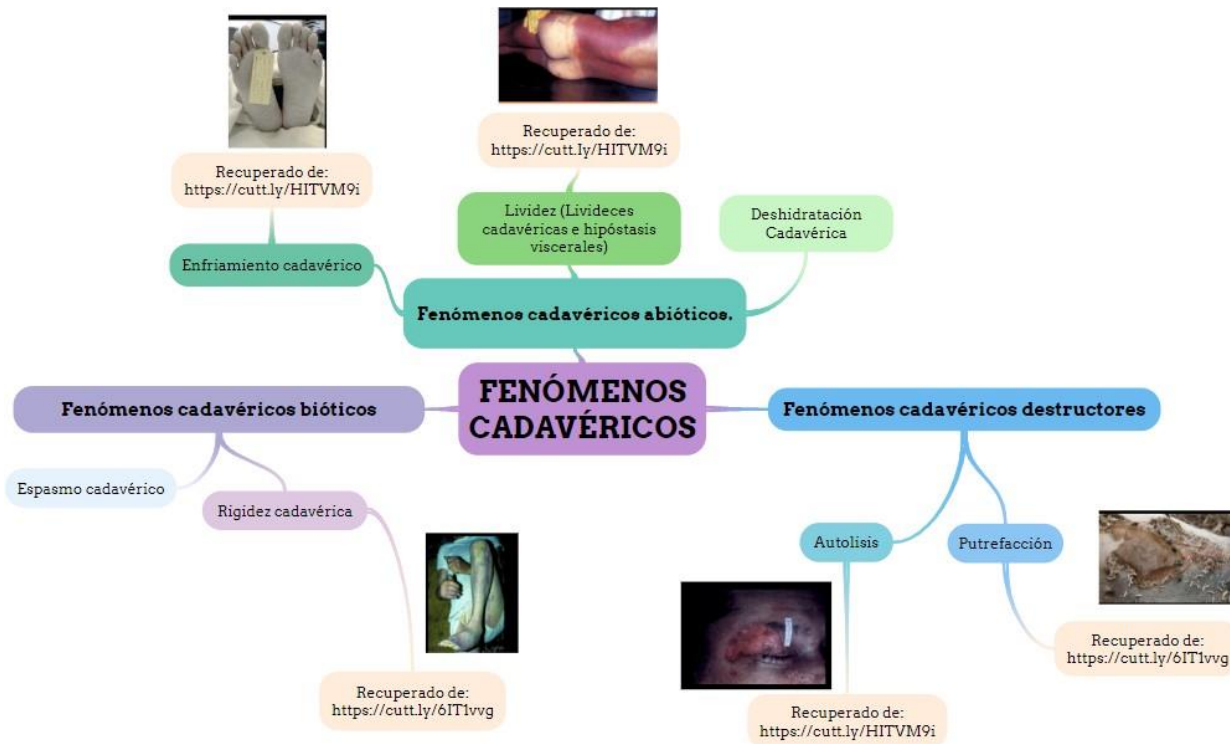 Recuperado de:
https://cutt.ly/HITVM9i
Recuperado de:
https://cutt.ly/HITVM9i
Lividez (Livideces
cadavéricas e hipóstasis
viscerales)
Deshidratación
Cadavérica
Enfriamiento cadavérico
Fenómenos cadavéricos abióticos.
FENÓMENOS
CADAVÉRICOS
Fenómenos cadavéricos bióticos
Fenómenos cadavéricos destructores
Espasmo cadavérico
Rigidez cadavérica
Autolisis
Putrefacción
Recuperado de:
https://cutt.ly/6IT1vvg
Recuperado de:
https://cutt.ly/6IT1vvg
Recuperado de:
https://cutt.ly/HITVM9i